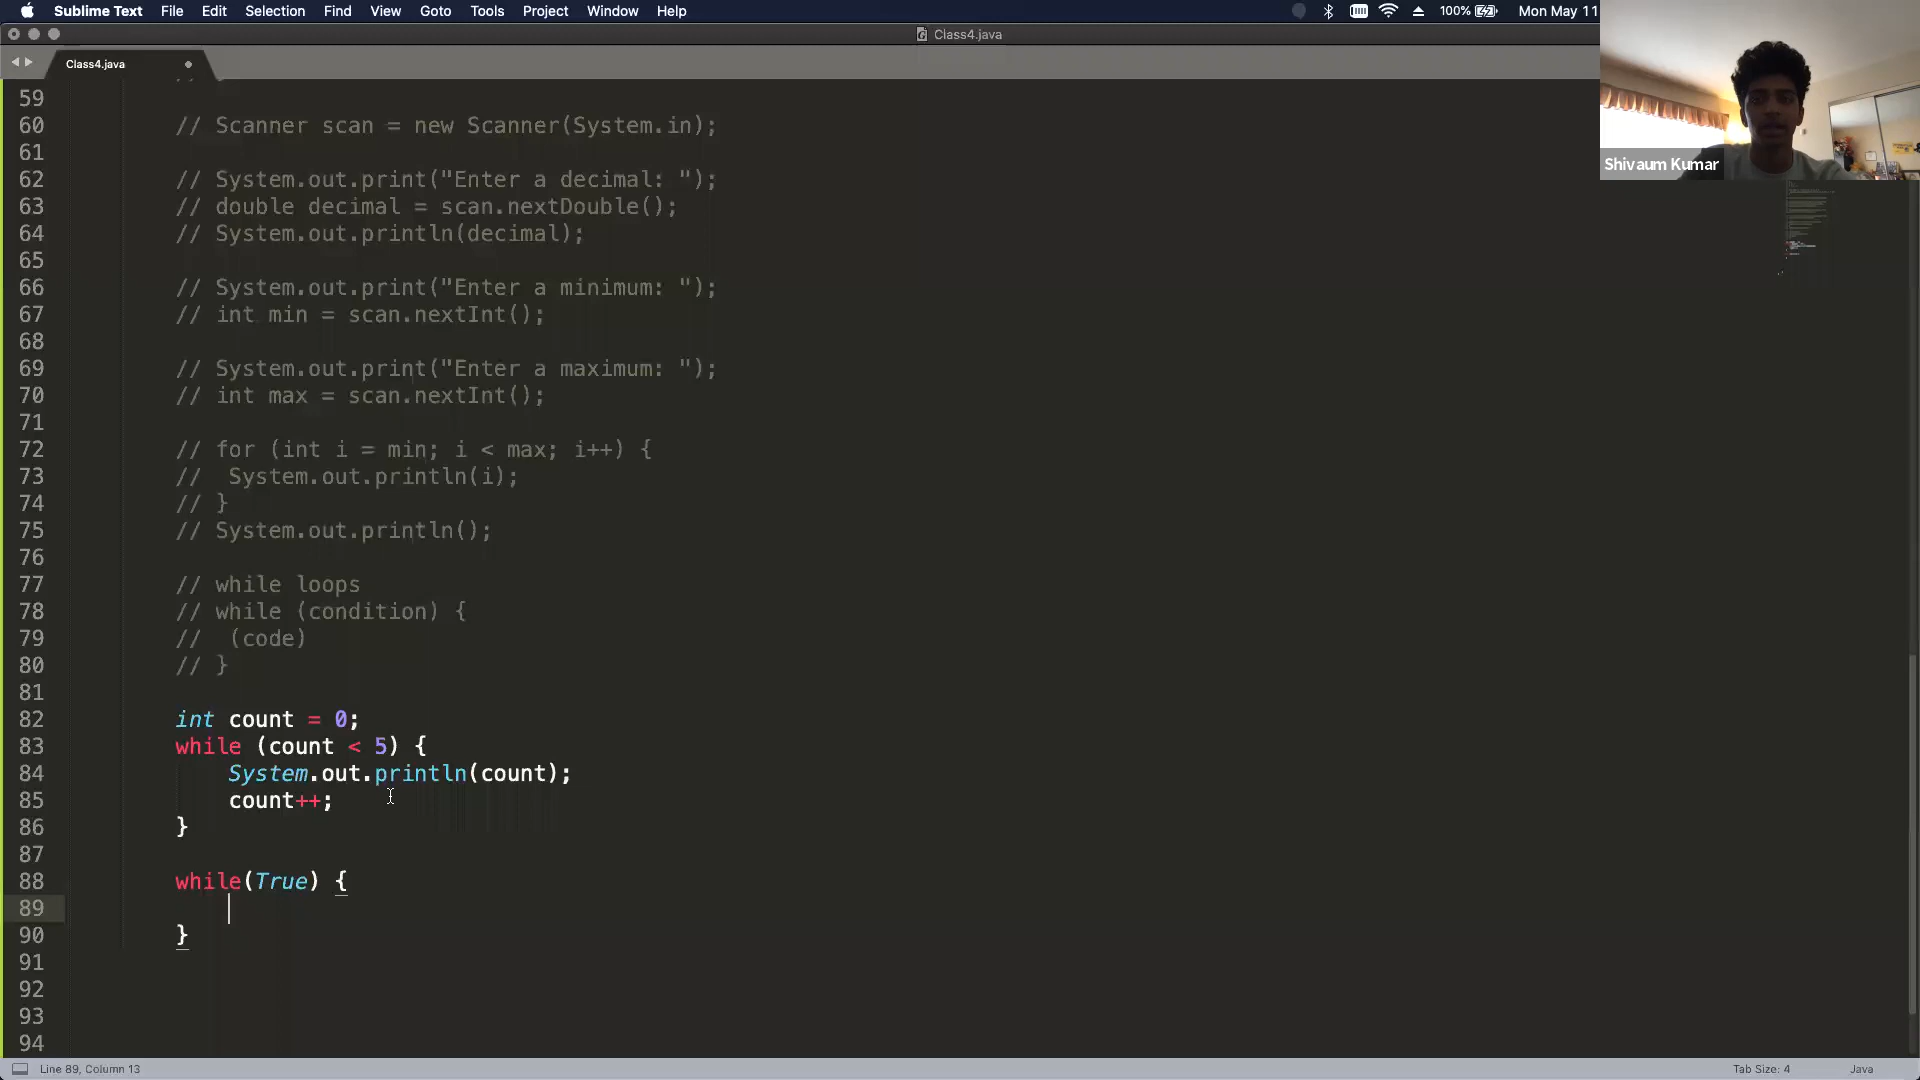 Sublime Text File Edit Selection Find View Goto Tools Project Window Help 100% Mon May 11
Class4.java
Class4.java
59
60 // Scanner scan = new Scanner(System.in);
61
62 // System.out.print("Enter a decimal: ");
63 // double decimal = scan.nextDouble();
64 // System.out.println(decimal);
65
66 // System.out.print("Enter a minimum: ");
67 // int min = scan.nextInt();
68
69 // System.out.print("Enter a maximum: ");
70 // int max = scan.nextInt();
71
72 // for (int i = min; i < max; i++) {
73 //  System.out.println(i);
74 // }
75 // System.out.println();
76
77 // while loops
78 // while (condition) {
79 //  (code)
80 // }
81
82 int count = 0;
83 while (count < 5) {
84     System.out.println(count);
85     count++;
86 }
87
88 while(True) {
89
90 }
91
92
93
94
Shivaum Kumar
Line 89, Column 13 Tab Size: 4 Java